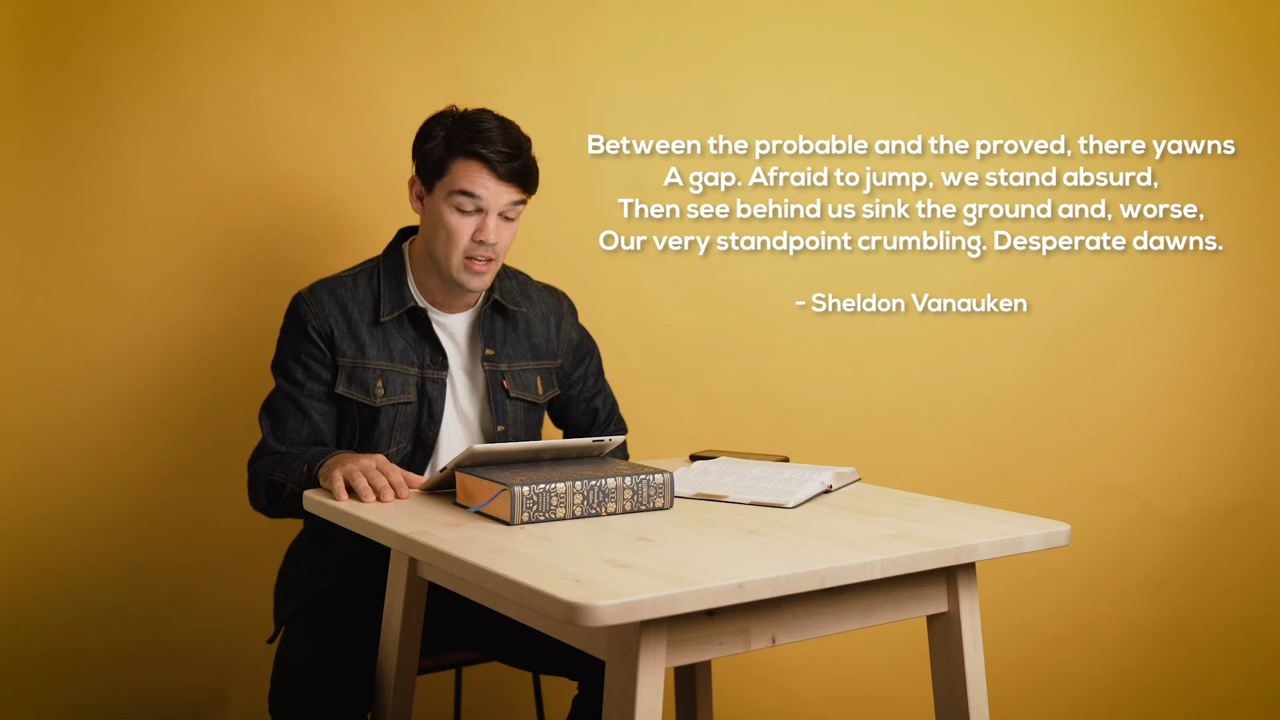 Between the probable and the proved, there yawns
A gap. Afraid to jump, we stand absurd,
Then see behind us sink the ground and, worse,
Our very standpoint crumbling. Desperate dawns.
- Sheldon Vanauken